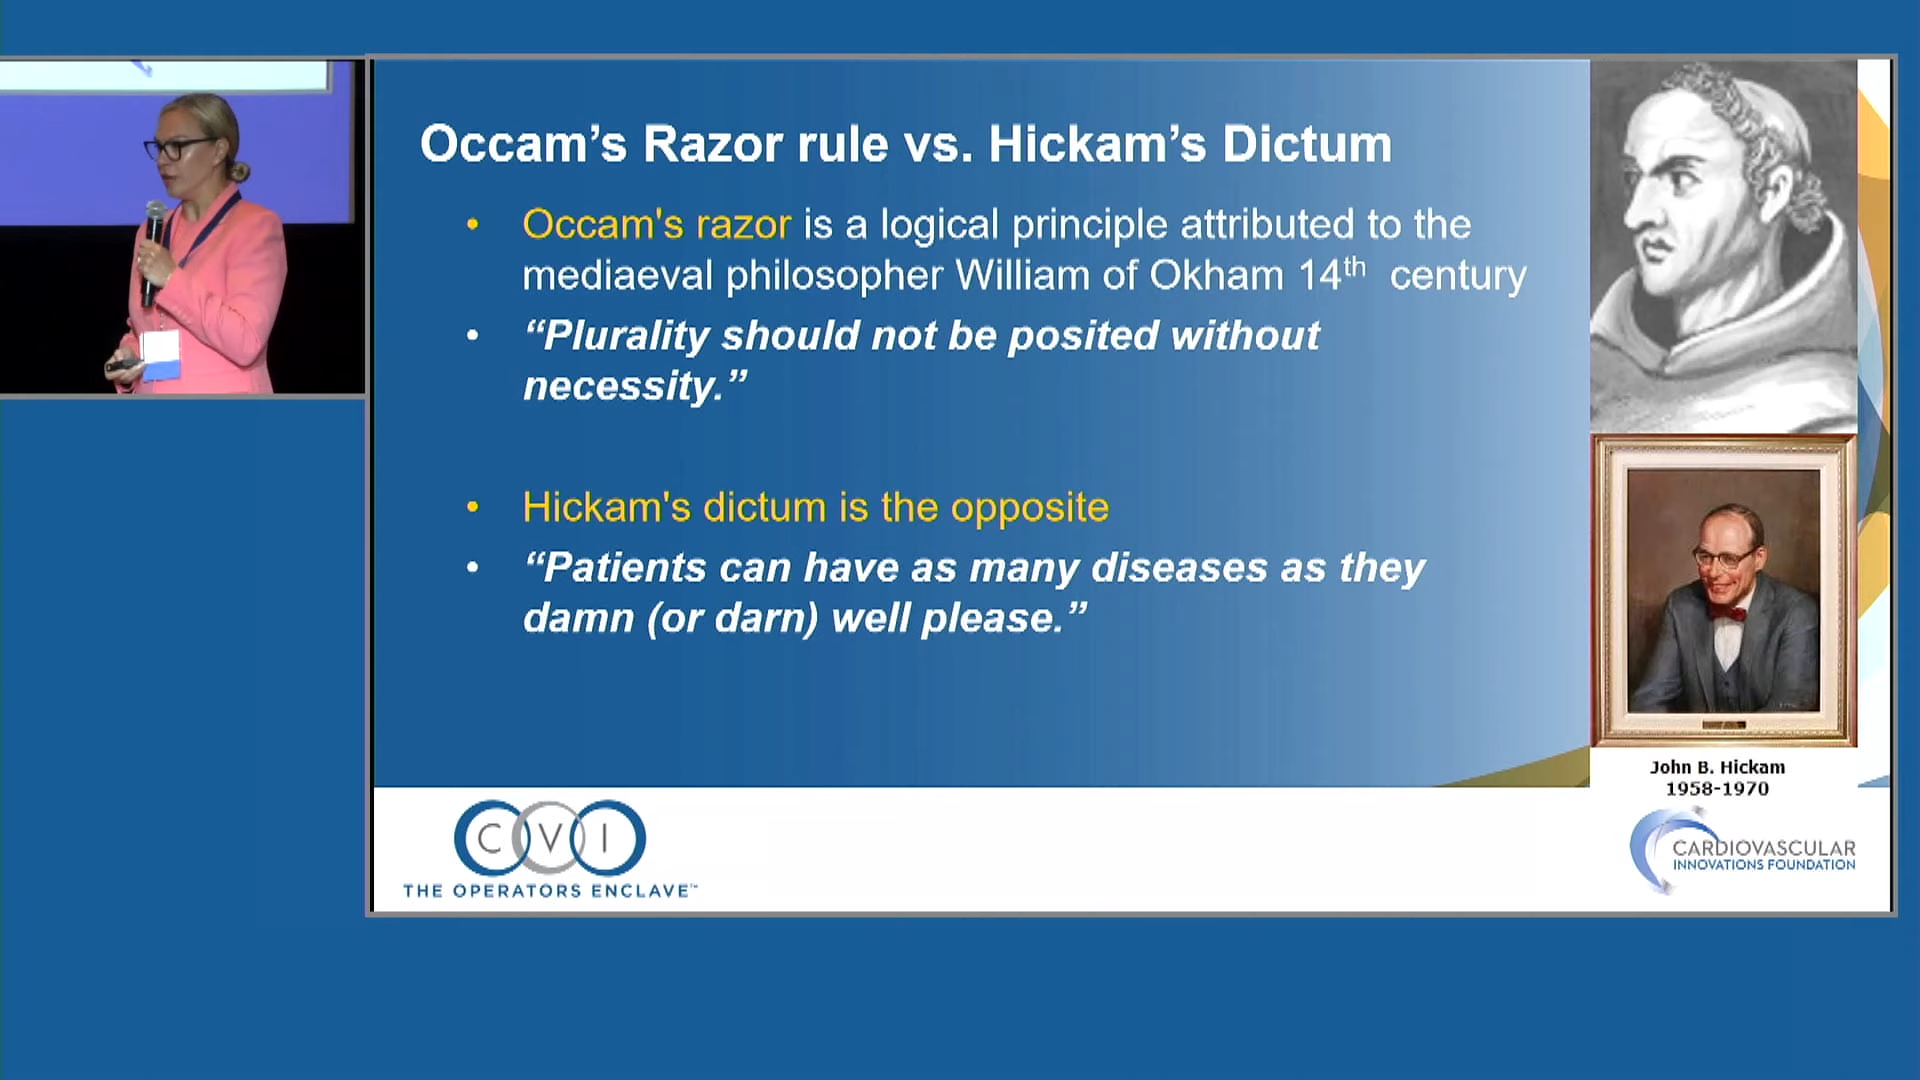 Occam’s Razor rule vs. Hickam’s Dictum
• Occam's razor is a logical principle attributed to the
mediaeval philosopher William of Okham 14th century
• “Plurality should not be posited without
necessity.”
• Hickam's dictum is the opposite
• “Patients can have as many diseases as they
damn (or darn) well please.”
John B. Hickam
1958-1970
CVI
THE OPERATORS ENCLAVE™
CARDIOVASCULAR
INNOVATIONS FOUNDATION